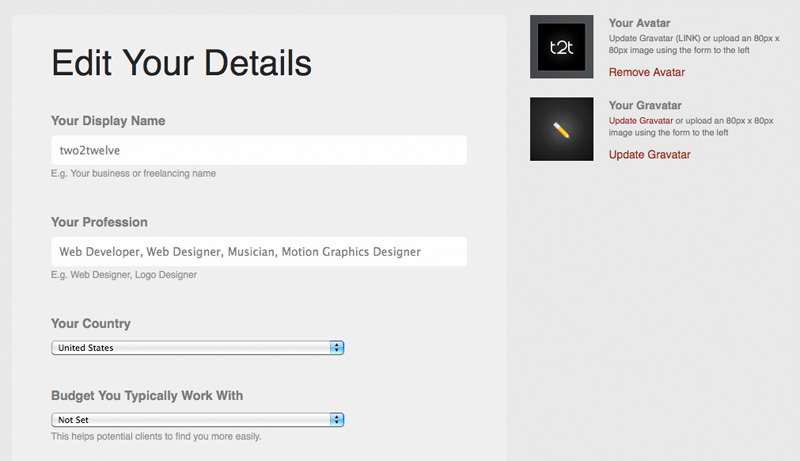 Edit Your Details
Your Display Name
two2twelve
E.g. Your business or freelancing name
Your Profession
Web Developer, Web Designer, Musician, Motion Graphics Designer
E.g. Web Designer, Logo Designer
Your Country
United States
Budget You Typically Work With
Not Set
This helps potential clients to find you more easily.
t2t
Your Avatar
Update Gravatar (LINK) or upload an 80px x
80px image using the form to the left
Remove Avatar
Your Gravatar
Update Gravatar or upload an 80px x 80px
image using the form to the left
Update Gravatar